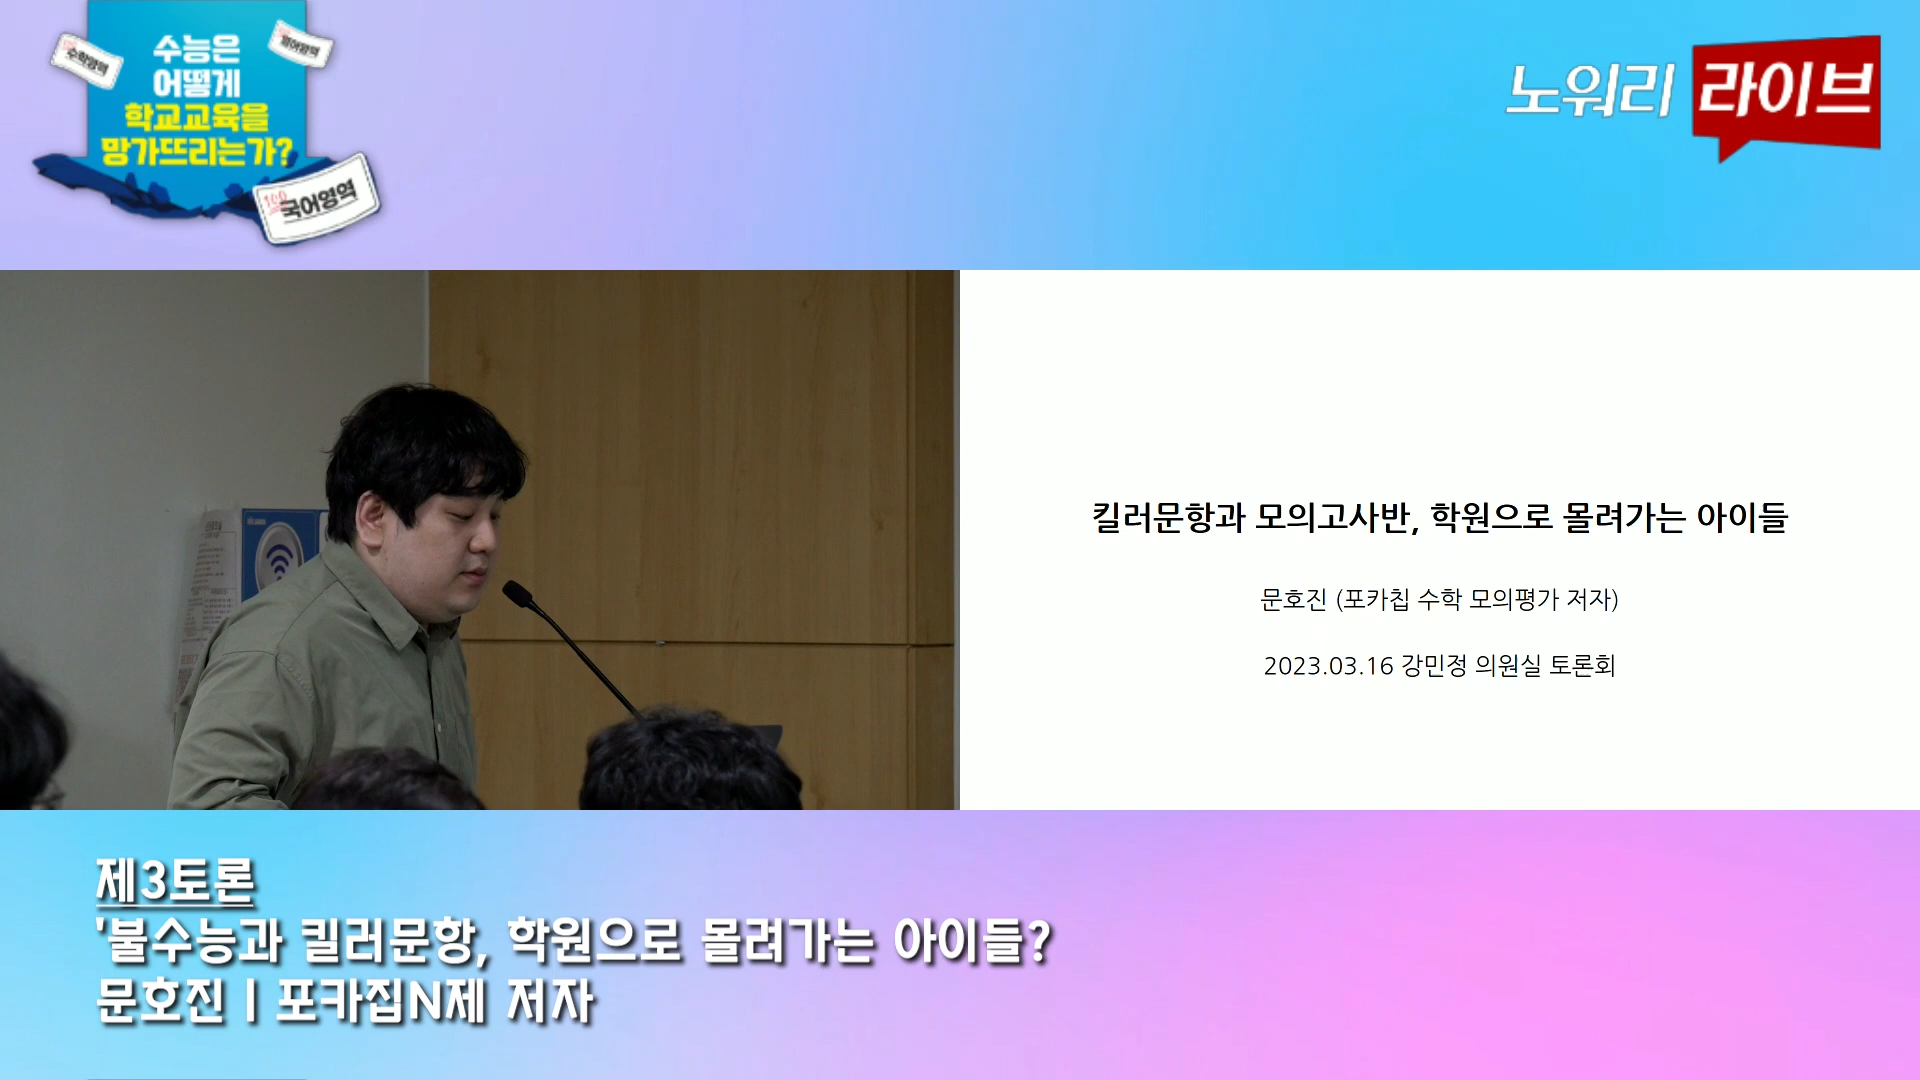 수학영역
영어영역
수능은
어떻게
학교교육을
망가뜨리는가?
100
국어영역
노워리 라이브
킬러문항과 모의고사반, 학원으로 몰려가는 아이들
문호진 (포카칩 수학 모의평가 저자)
2023.03.16 강민정 의원실 토론회
제3토론
'불수능과 킬러문항, 학원으로 몰려가는 아이들?
문호진 | 포카집N제 저자